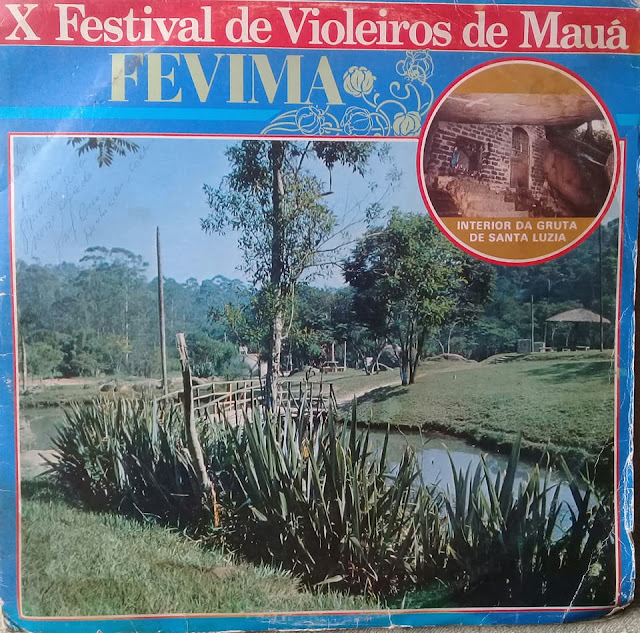 X Festival de Violeiros de Mauá
FEVIMA
INTERIOR DA GRUTA
DE SANTA LUZIA